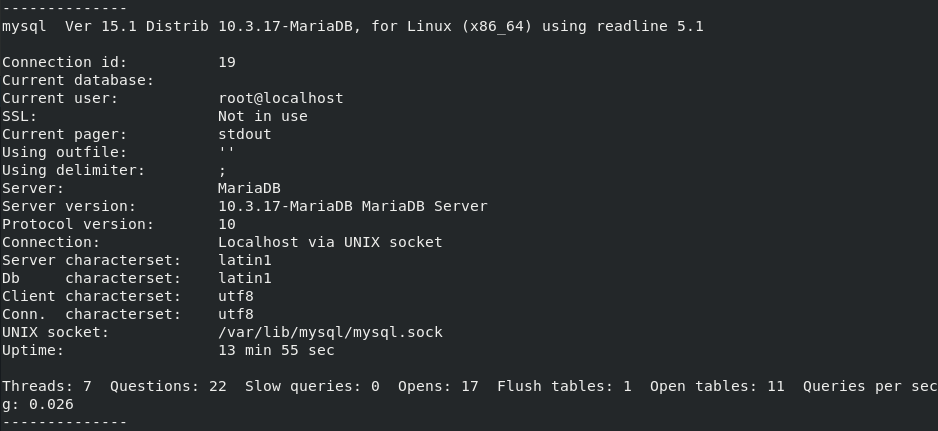 --------------
mysql  Ver 15.1 Distrib 10.3.17-MariaDB, for Linux (x86_64) using readline 5.1

Connection id:          19
Current database:
Current user:           root@localhost
SSL:                    Not in use
Current pager:          stdout
Using outfile:          ''
Using delimiter:        ;
Server:                 MariaDB
Server version:         10.3.17-MariaDB MariaDB Server
Protocol version:       10
Connection:             Localhost via UNIX socket
Server characterset:    latin1
Db     characterset:    latin1
Client characterset:    utf8
Conn.  characterset:    utf8
UNIX socket:            /var/lib/mysql/mysql.sock
Uptime:                 13 min 55 sec

Threads: 7  Questions: 22  Slow queries: 0  Opens: 17  Flush tables: 1  Open tables: 11  Queries per sec
g: 0.026
--------------